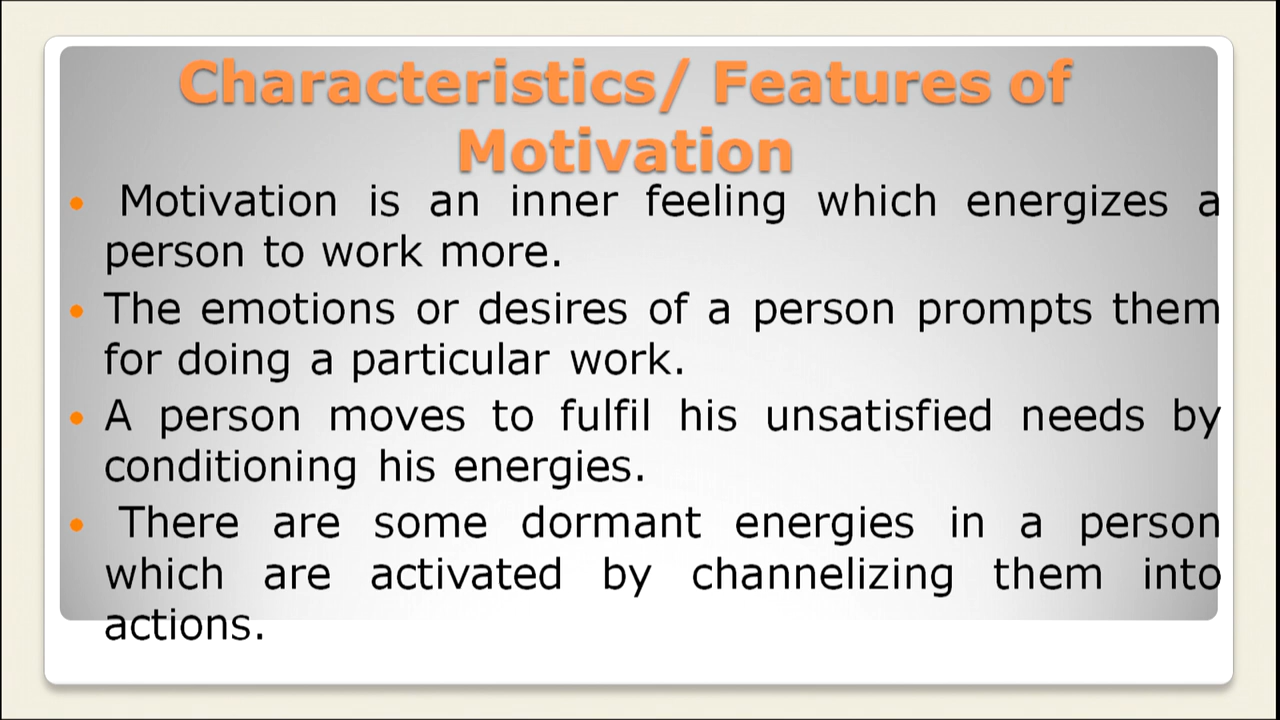 Characteristics/ Features of
Motivation
• Motivation is an inner feeling which energizes a
person to work more.
• The emotions or desires of a person prompts them
for doing a particular work.
• A person moves to fulfil his unsatisfied needs by
conditioning his energies.
• There are some dormant energies in a person
which are activated by channelizing them into
actions.